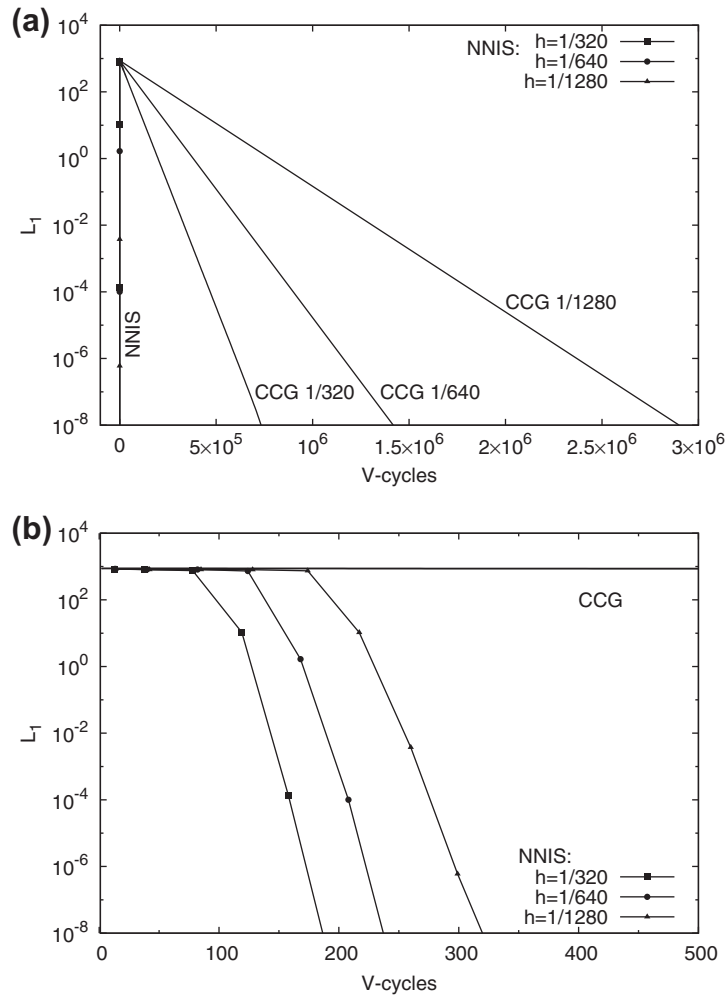 (a)
10^4
10^2
10^0
10^-2
10^-4
10^-6
10^-8
L_1
NNIS: h=1/320
h=1/640
h=1/1280
NNIS
CCG 1/320
CCG 1/640
CCG 1/1280
0 5×10^5 10^6 1.5×10^6 2×10^6 2.5×10^6 3×10^6
V-cycles
(b)
10^4
10^2
10^0
10^-2
10^-4
10^-6
10^-8
L_1
CCG
NNIS:
h=1/320
h=1/640
h=1/1280
0 100 200 300 400 500
V-cycles